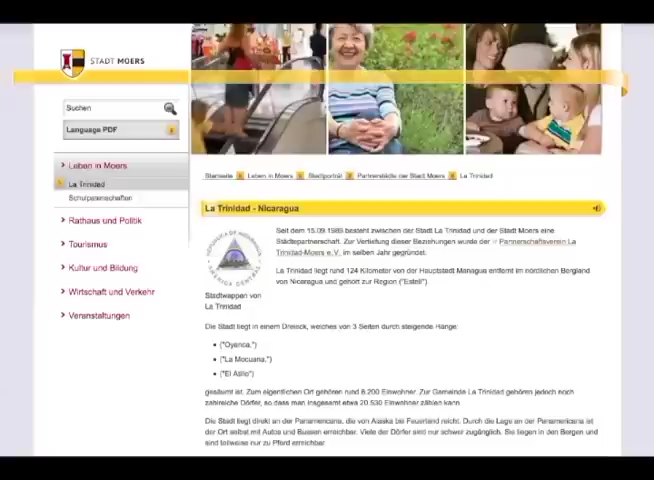 STADT MOERS
Suchen
Language PDF
Leben in Moers
La Trinidad
Schulpatenschaften
Rathaus und Politik
Tourismus
Kultur und Bildung
Wirtschaft und Verkehr
Veranstaltungen
Startseite Leben in Moers Stadtporträt Partnerstädte der Stadt Moers La Trinidad
La Trinidad - Nicaragua
Seit dem 15.09.1989 besteht zwischen der Stadt La Trinidad und der Stadt Moers eine
Städtepartnerschaft. Zur Vertiefung dieser Beziehungen wurde der Partnerschaftsverein La
Trinidad-Moers e.V. im selben Jahr gegründet.
La Trinidad liegt rund 124 Kilometer von der Hauptstadt Managua entfernt im nördlichen Bergland
von Nicaragua und gehört zur Region ("Estelí")
REPUBLICA DE NICARAGUA
AMERICA CENTRAL
Stadtwappen von
La Trinidad
Die Stadt liegt in einem Dreieck, welches von 3 Seiten durch steigende Hänge:
("Oyanca,")
("La Mocuana,")
("El Atillo")
gesäumt ist. Zum eigentlichen Ort gehören rund 8.200 Einwohner. Zur Gemeinde La Trinidad gehören jedoch noch
zahlreiche Dörfer, so dass man insgesamt etwa 20.530 Einwohner zählen kann.
Die Stadt liegt direkt an der Panamericana, die von Alaska bis Feuerland reicht. Durch die Lage an der Panamericana ist
der Ort selbst mit Autos und Bussen erreichbar. Viele der Dörfer sind nur schwer zugänglich. Sie liegen in den Bergen und
sind teilweise nur zu Pferd erreichbar.